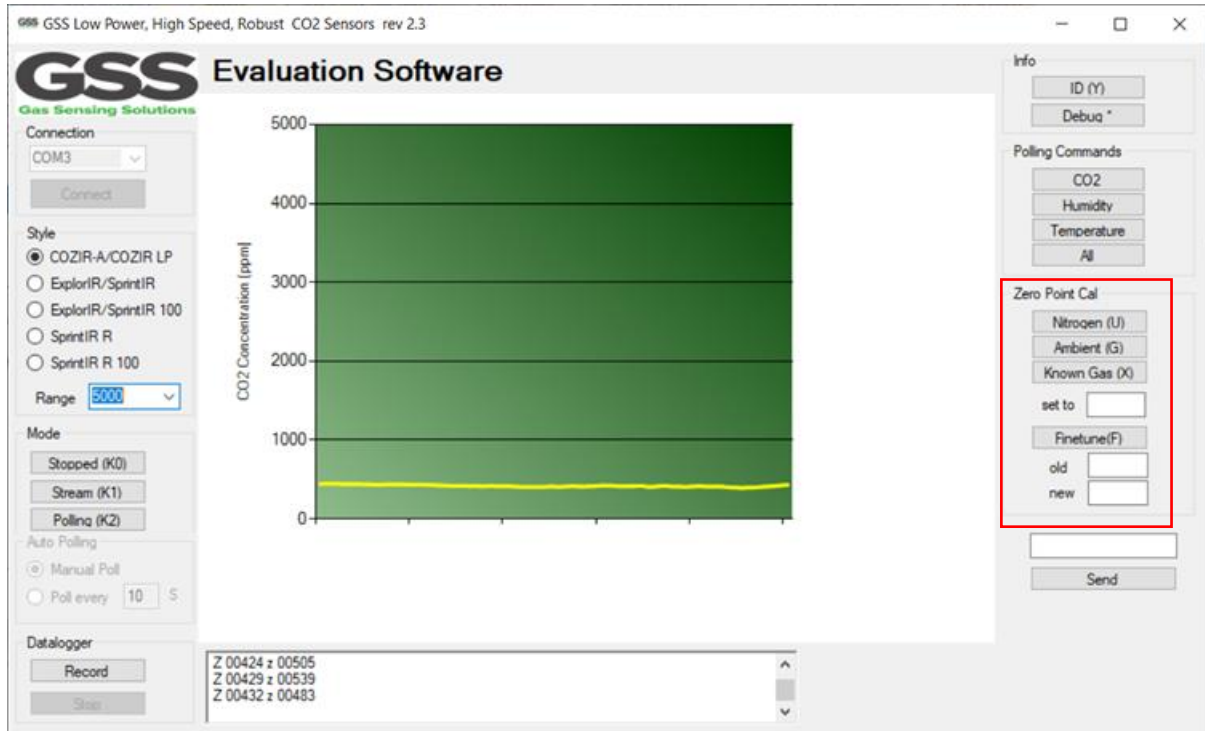 GSS GSS Low Power, High Speed, Robust CO2 Sensors rev 2.3
GSS
Gas Sensing Solutions
Evaluation Software
Connection
COM3
Connect
Style
COZIR-A/COZIR LP
ExplorIR/SprintIR
ExplorIR/SprintIR 100
SprintIR R
SprintIR R 100
Range 5000
Mode
Stopped (K0)
Stream (K1)
Polling (K2)
Auto Polling
Manual Poll
Poll every 10 S
Datalogger
Record
Stop
CO2 Concentration [ppm]
5000
4000
3000
2000
1000
0
Z 00424 z 00505
Z 00429 z 00539
Z 00432 z 00483
Info
ID (Y)
Debug *
Polling Commands
CO2
Humidity
Temperature
All
Zero Point Cal
Nitrogen (U)
Ambient (G)
Known Gas (X)
set to
Finetune(F)
old
new
Send